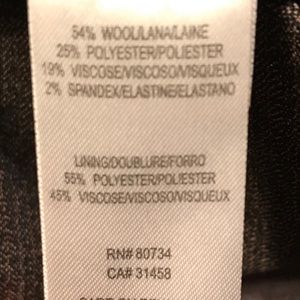 54% WOOL/LANA/LAINE
25% POLYESTER/POLIESTER
19% VISCOSE/VISCOSO/VISQUEUX
2% SPANDEX/ELASTINE/ELASTANO
LINING/DOUBLURE/FORRO
55% POLYESTER/POLIESTER
45% VISCOSE/VISCOSO/VISQUEUX
RN# 80734
CA# 31458